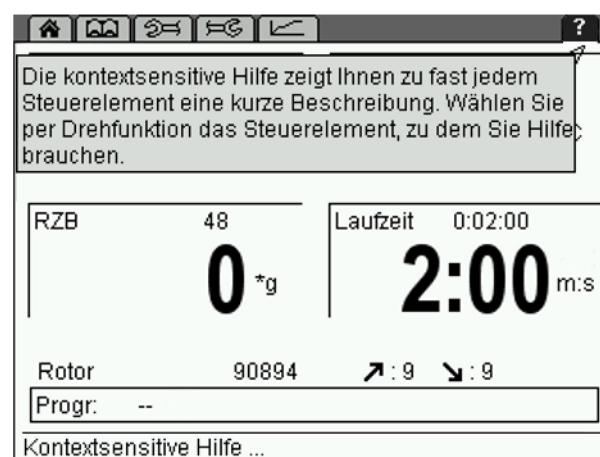 ?
Die kontextsensitive Hilfe zeigt Ihnen zu fast jedem
Steuerelement eine kurze Beschreibung. Wählen Sie
per Drehfunktion das Steuerelement, zu dem Sie Hilfe
brauchen.
RZB 48
0 *g
Laufzeit 0:02:00
2:00 m:s
Rotor 90894 ↗ : 9 ↘ : 9
Progr: --
Kontextsensitive Hilfe ...